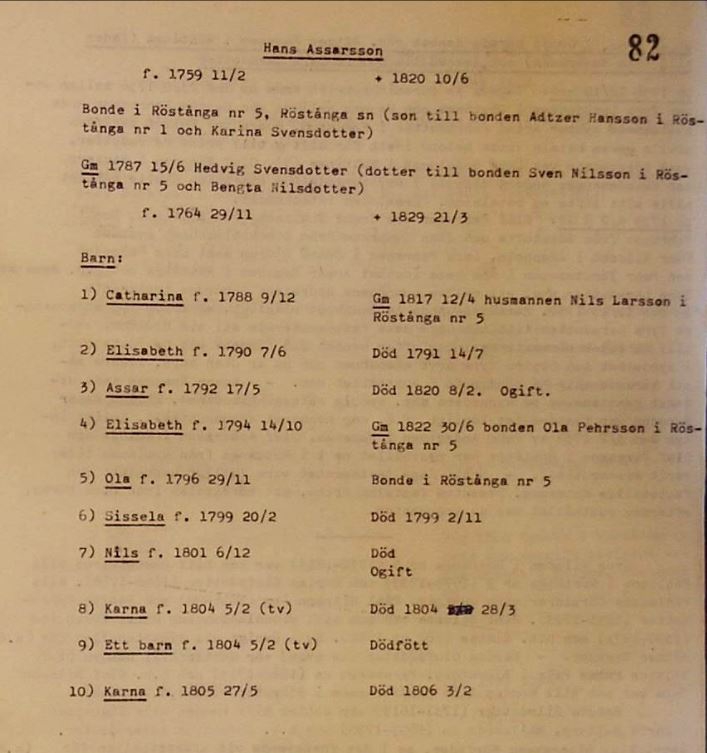 82
Hans Assarsson
f. 1759 11/2 + 1820 10/6
Bonde i Röstånga nr 5, Röstånga sn (son till bonden Adtzer Hansson i Rös-
tånga nr 1 och Karina Svensdotter)
Gm 1787 15/6 Hedvig Svensdotter (dotter till bonden Sven Nilsson i Rös-
tånga nr 5 och Bengta Nilsdotter)
f. 1764 29/11 + 1829 21/3
Barn:
1) Catharina f. 1788 9/12 Gm 1817 12/4 husmannen Nils Larsson i
Röstånga nr 5
2) Elisabeth f. 1790 7/6 Död 1791 14/7
3) Assar f. 1792 17/5 Död 1820 8/2. Ogift.
4) Elisabeth f. 1794 14/10 Gm 1822 30/6 bonden Ola Pehrsson i Rös-
tånga nr 5
5) Ola f. 1796 29/11 Bonde i Röstånga nr 5
6) Sissela f. 1799 20/2 Död 1799 2/11
7) Nils f. 1801 6/12 Död
Ogift
8) Karna f. 1804 5/2 (tv) Död 1804 28/3
9) Ett barn f. 1804 5/2 (tv) Dödfött
10) Karna f. 1805 27/5 Död 1806 3/2